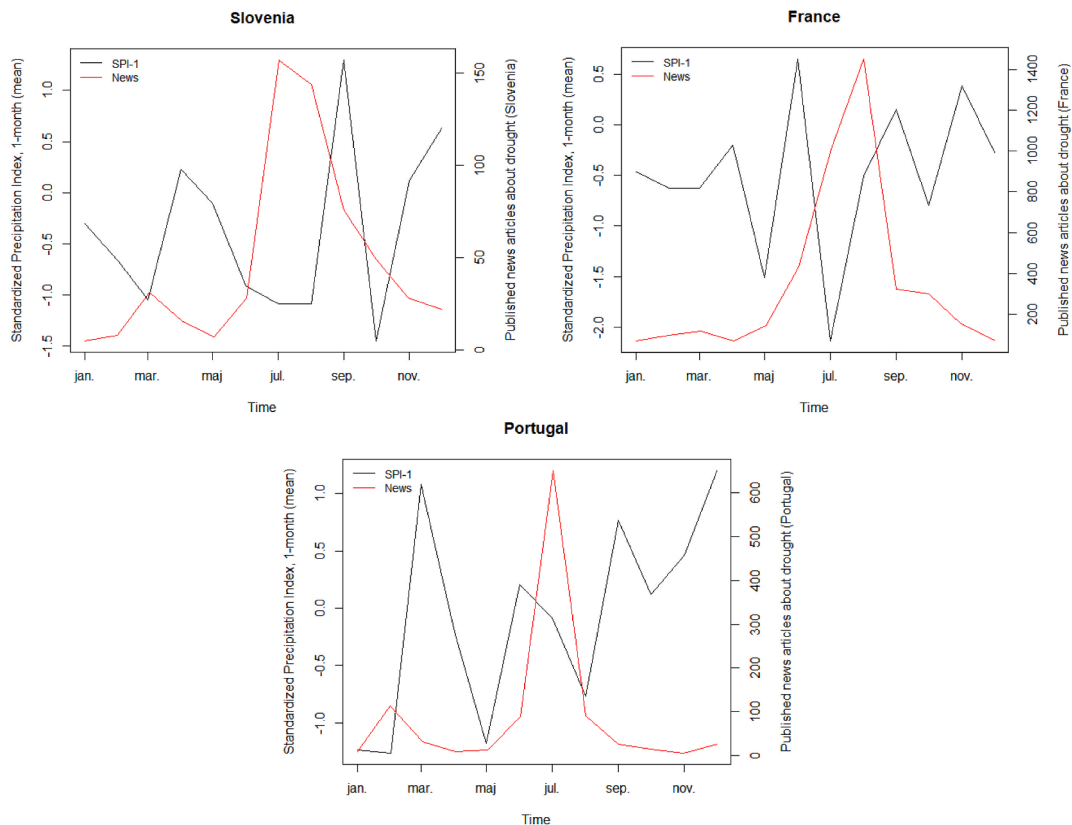 Slovenia
SPI-1
News
Standardized Precipitation Index, 1-month (mean)
1.0
0.5
0.0
-0.5
-1.0
-1.5
150
100
50
0
Published news articles about drought (Slovenia)
jan.
mar.
maj
jul.
sep.
nov.
Time
France
SPI-1
News
Standardized Precipitation Index, 1-month (mean)
0.5
0.0
-0.5
-1.0
-1.5
-2.0
1400
1200
1000
800
600
400
200
Published news articles about drought (France)
jan.
mar.
maj
jul.
sep.
nov.
Time
Portugal
SPI-1
News
Standardized Precipitation Index, 1-month (mean)
1.0
0.5
0.0
-0.5
-1.0
600
500
400
300
200
100
0
Published news articles about drought (Portugal)
jan.
mar.
maj
jul.
sep.
nov.
Time